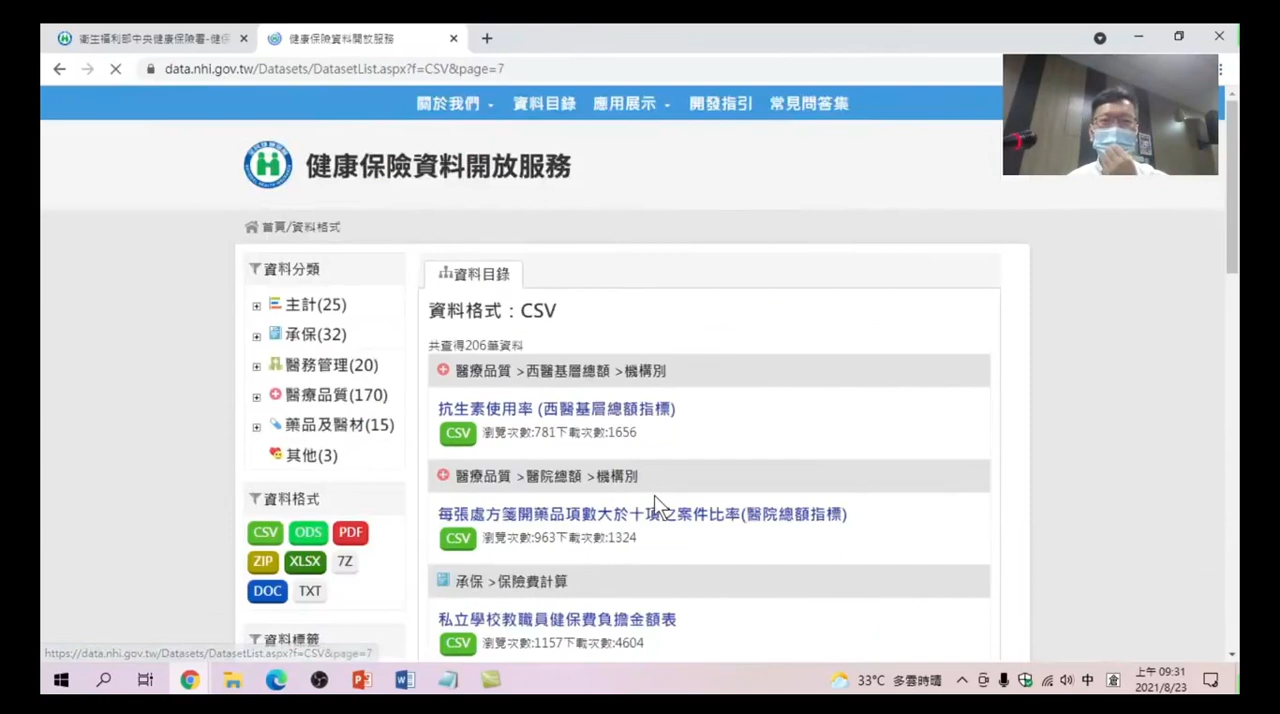 衛生福利部中央健康保險署-健保
健康保險資料開放服務
data.nhi.gov.tw/Datasets/DatasetList.aspx?f=CSV&page=7
關於我們 資料目錄 應用展示 開發指引 常見問答集
健康保險資料開放服務
首頁/資料格式
資料分類
主計(25)
承保(32)
醫務管理(20)
醫療品質(170)
藥品及醫材(15)
其他(3)
資料格式
CSV ODS PDF
ZIP XLSX 7Z
DOC TXT
資料標籤
資料目錄
資料格式：CSV
共查得206筆資料
醫療品質 >西醫基層總額 >機構別
抗生素使用率 (西醫基層總額指標)
CSV 瀏覽次數:781下載次數:1656
醫療品質 >醫院總額 >機構別
每張處方箋開藥品項數大於十項之案件比率(醫院總額指標)
CSV 瀏覽次數:963下載次數:1324
承保 >保險費計算
私立學校教職員健保費負擔金額表
CSV 瀏覽次數:1157下載次數:4604
https://data.nhi.gov.tw/Datasets/DatasetList.aspx?f=CSV&page=7
33°C 多雲時晴
中
倉
上午 09:31
2021/8/23